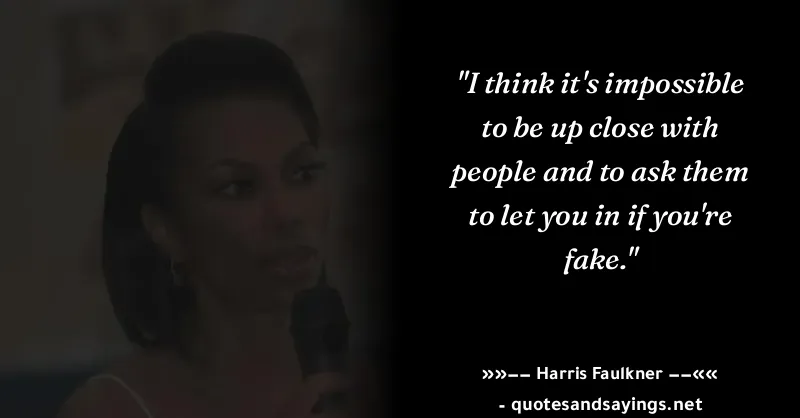 "I think it's impossible
to be up close with
people and to ask them
to let you in if you're
fake."
»»–– Harris Faulkner ––««
- quotesandsayings.net